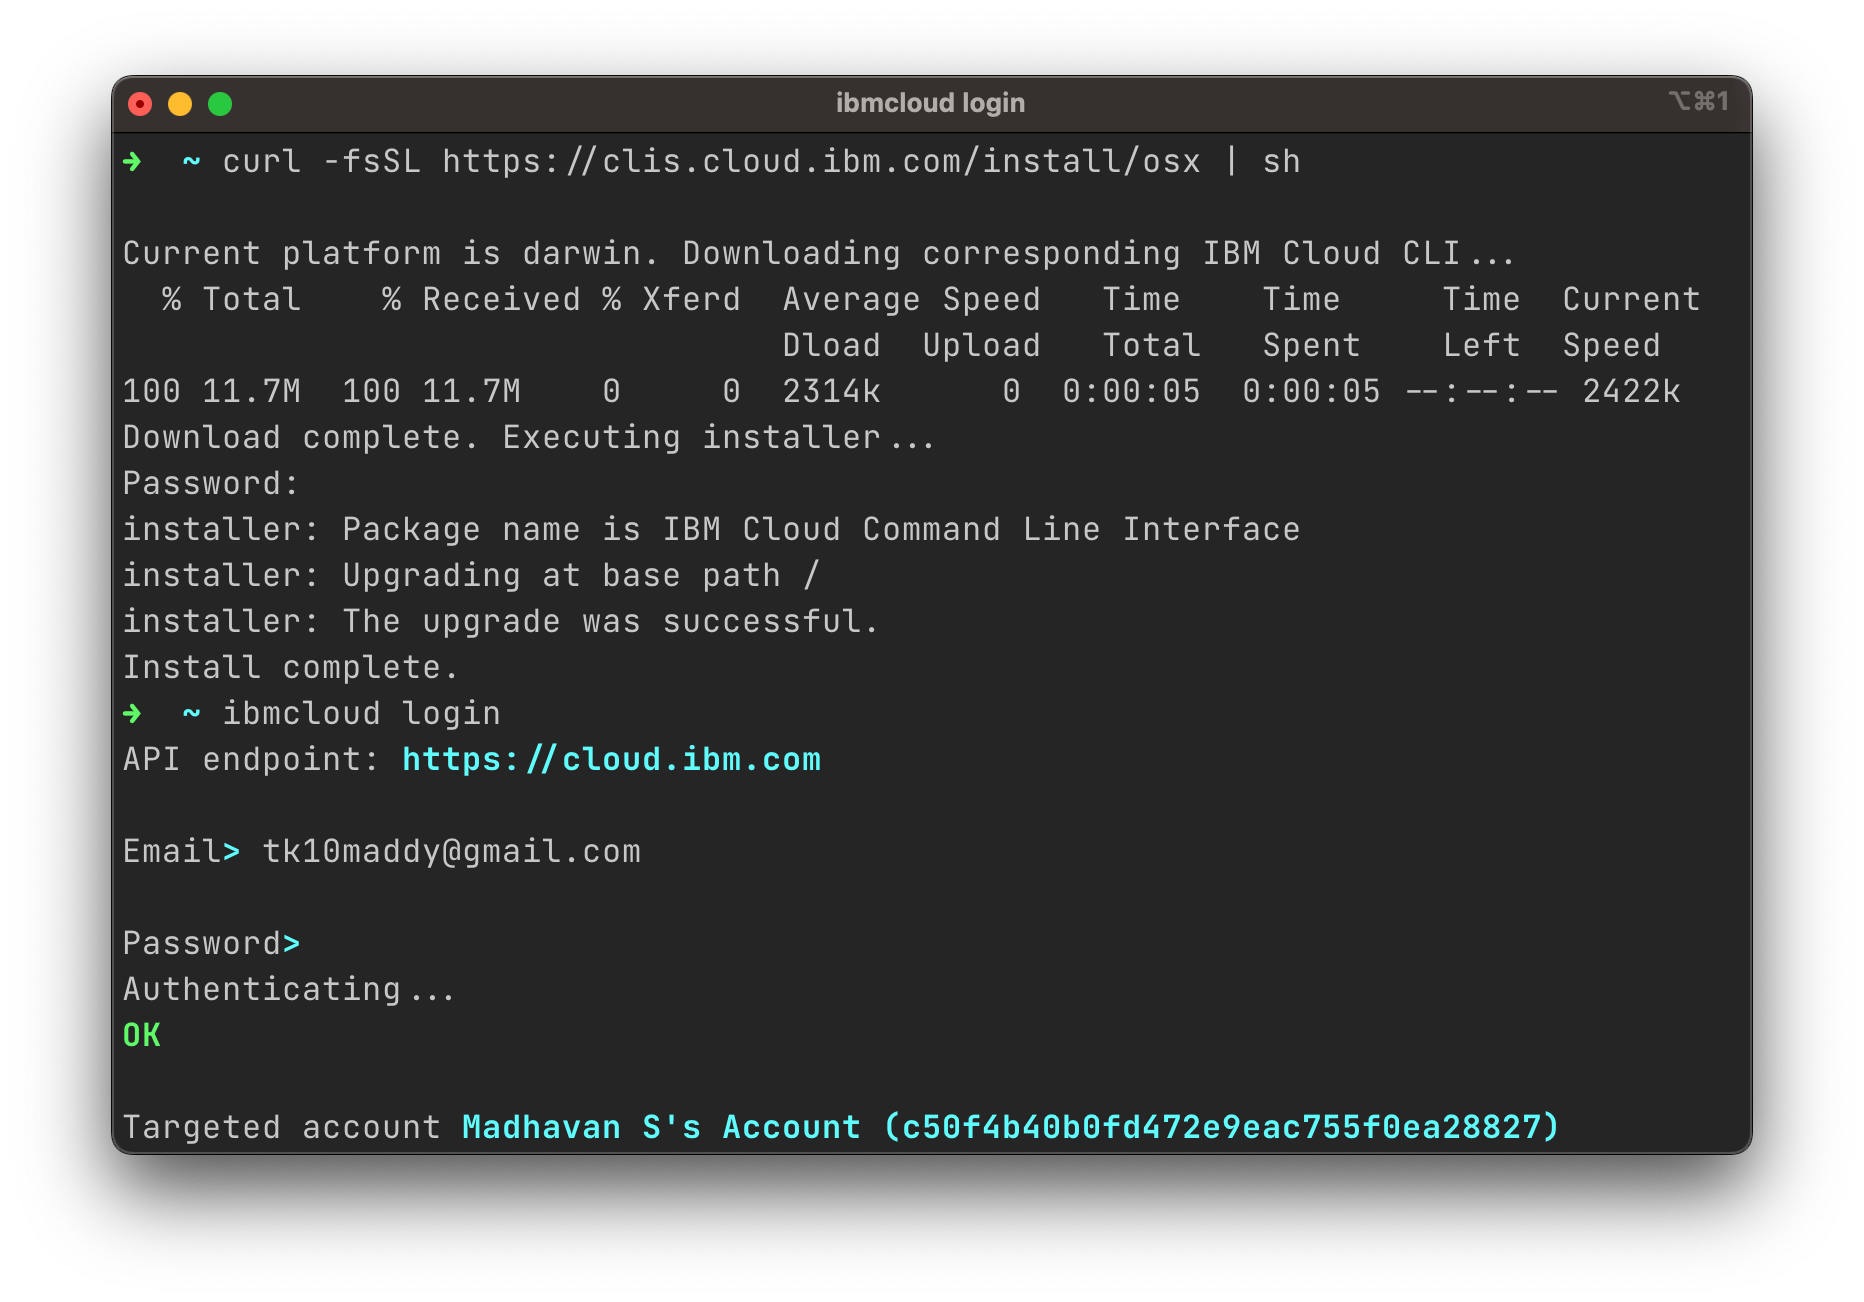 ibmcloud login ⌥⌘1
➜ ~ curl -fsSL https://clis.cloud.ibm.com/install/osx | sh
Current platform is darwin. Downloading corresponding IBM Cloud CLI...
% Total % Received % Xferd Average Speed Time Time Time Current
Dload Upload Total Spent Left Speed
100 11.7M 100 11.7M 0 0 2314k 0 0:00:05 0:00:05 --:--:-- 2422k
Download complete. Executing installer...
Password:
installer: Package name is IBM Cloud Command Line Interface
installer: Upgrading at base path /
installer: The upgrade was successful.
Install complete.
➜ ~ ibmcloud login
API endpoint: https://cloud.ibm.com
Email> tk10maddy@gmail.com
Password>
Authenticating...
OK
Targeted account Madhavan S's Account (c50f4b40b0fd472e9eac755f0ea28827)